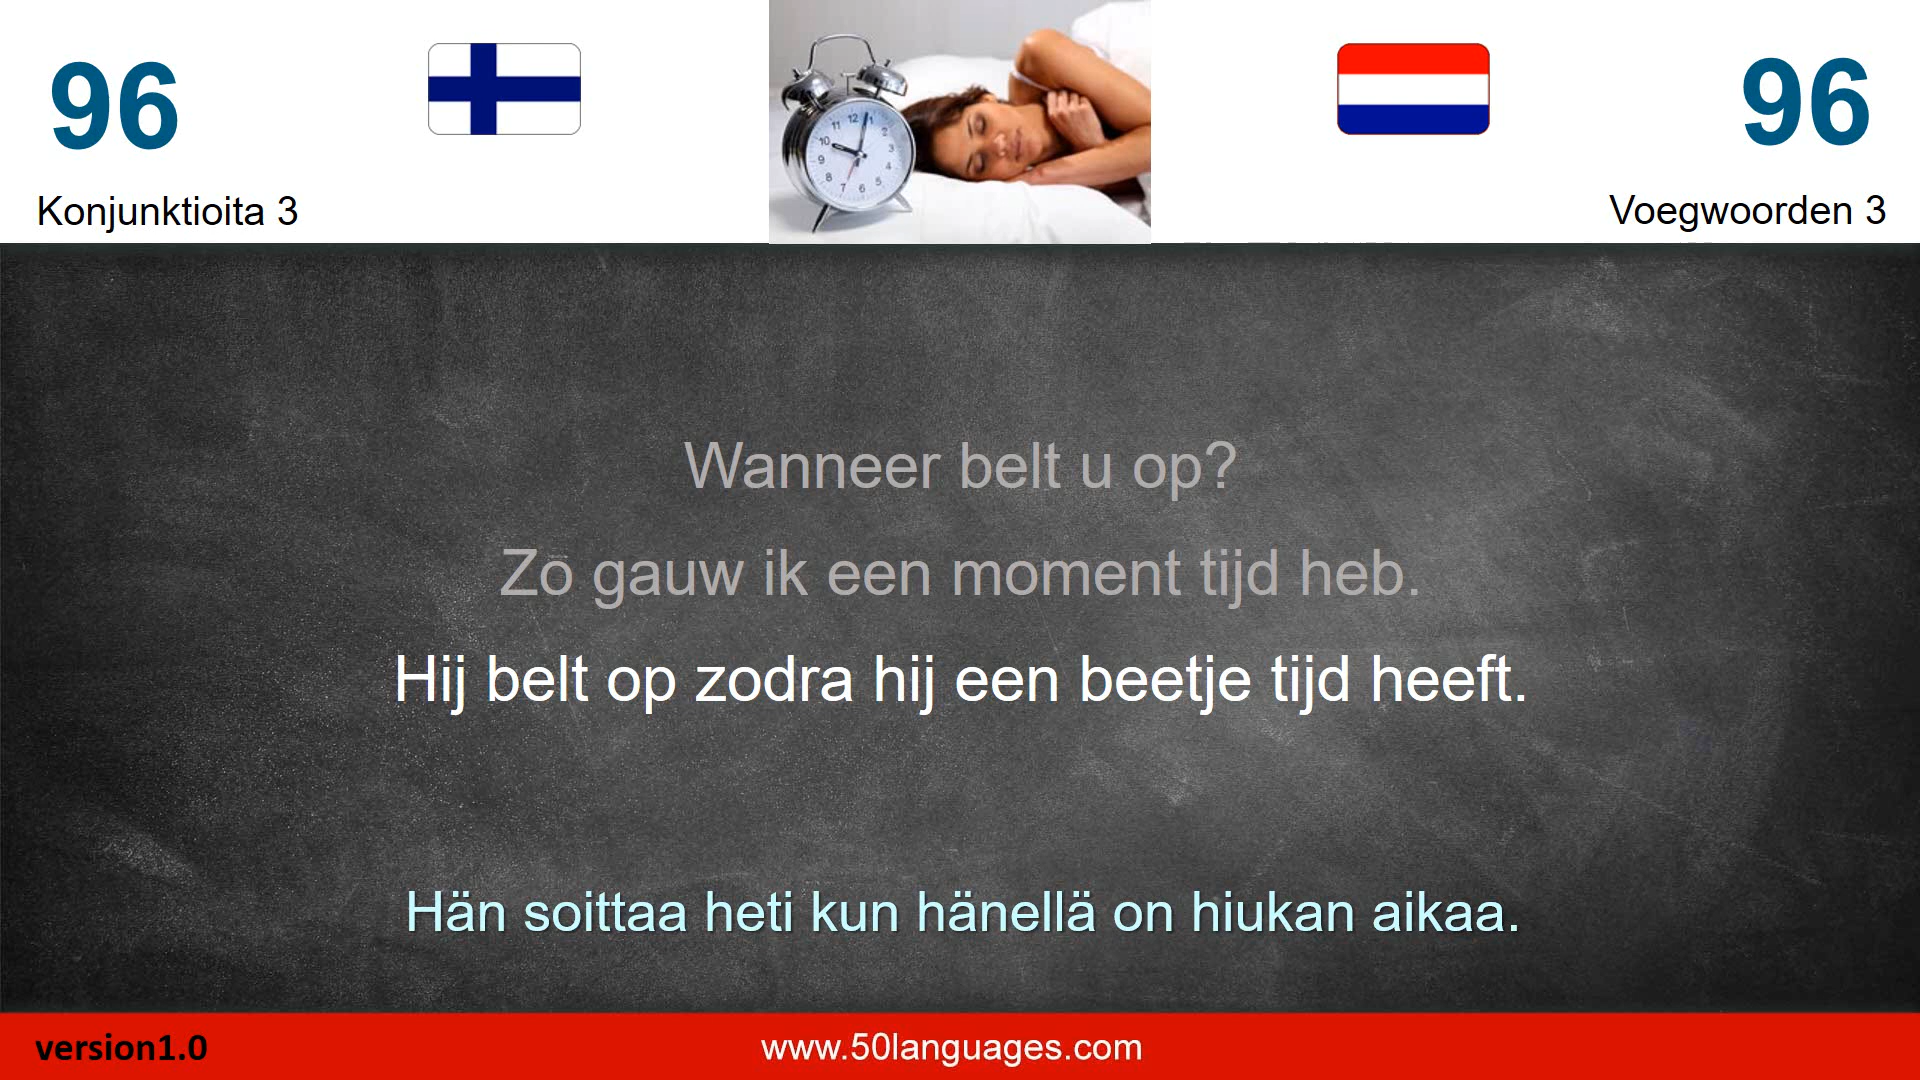 96
96
Konjunktioita 3
Voegwoorden 3
Wanneer belt u op?
Zo gauw ik een moment tijd heb.
Hij belt op zodra hij een beetje tijd heeft.
Hän soittaa heti kun hänellä on hiukan aikaa.
version1.0
www.50languages.com